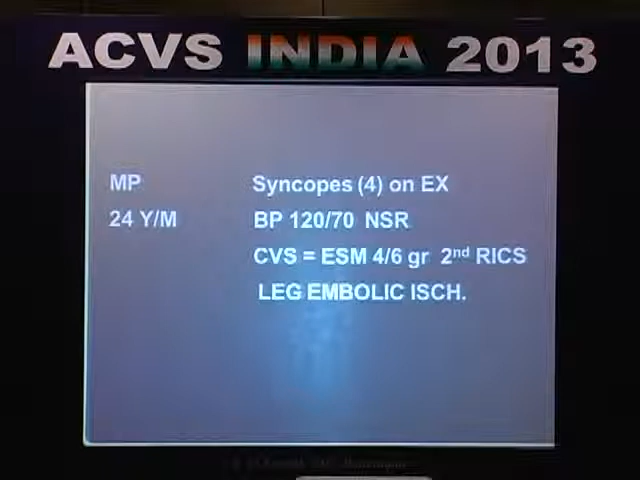 ACVS INDIA 2013
MP Syncopes (4) on EX
24 Y/M BP 120/70 NSR
CVS = ESM 4/6 gr 2nd RICS
LEG EMBOLIC ISCH.